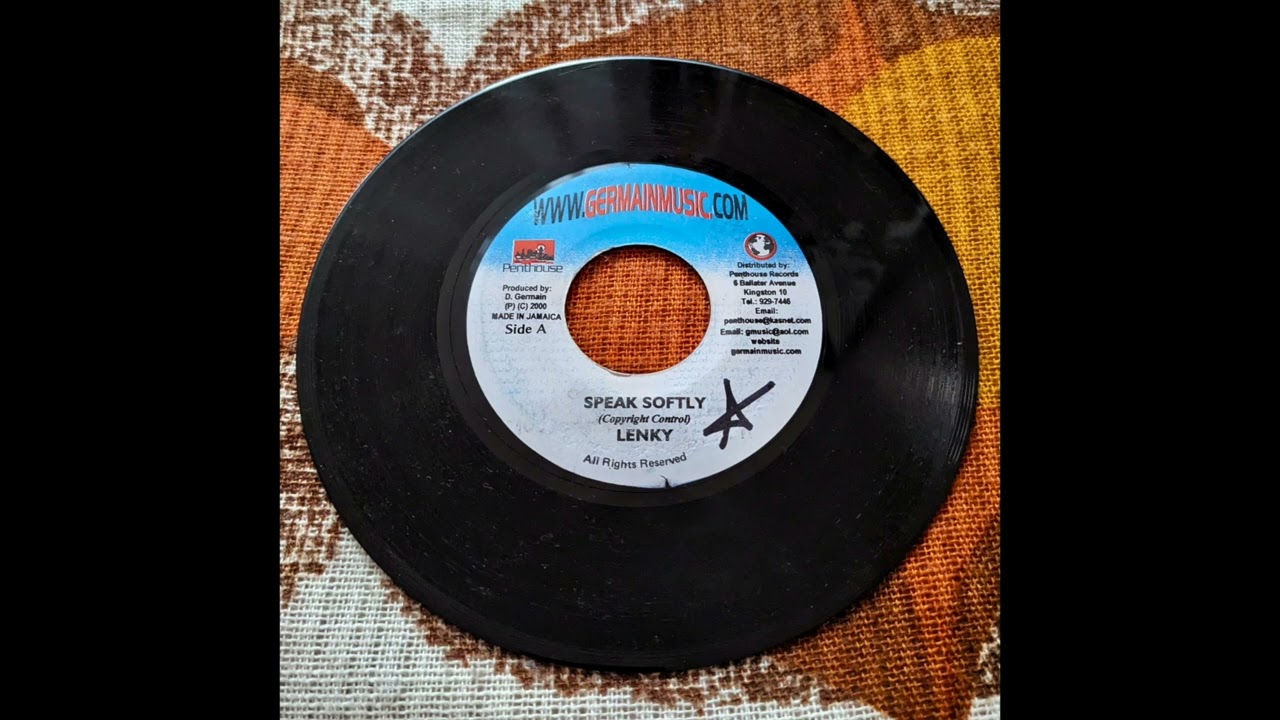 WWW.GERMAINMUSIC.COM
Penthouse
Produced by:
D. Germain
(P) (C) 2000
MADE IN JAMAICA
Side A
Distributed by:
Penthouse Records
6 Ballater Avenue
Kingston 10
Tel.: 929-7446
Email:
penthouse@kasnet.com
Email: gmusic@aol.com
website
germainmusic.com
SPEAK SOFTLY
(Copyright Control)
LENKY
All Rights Reserved